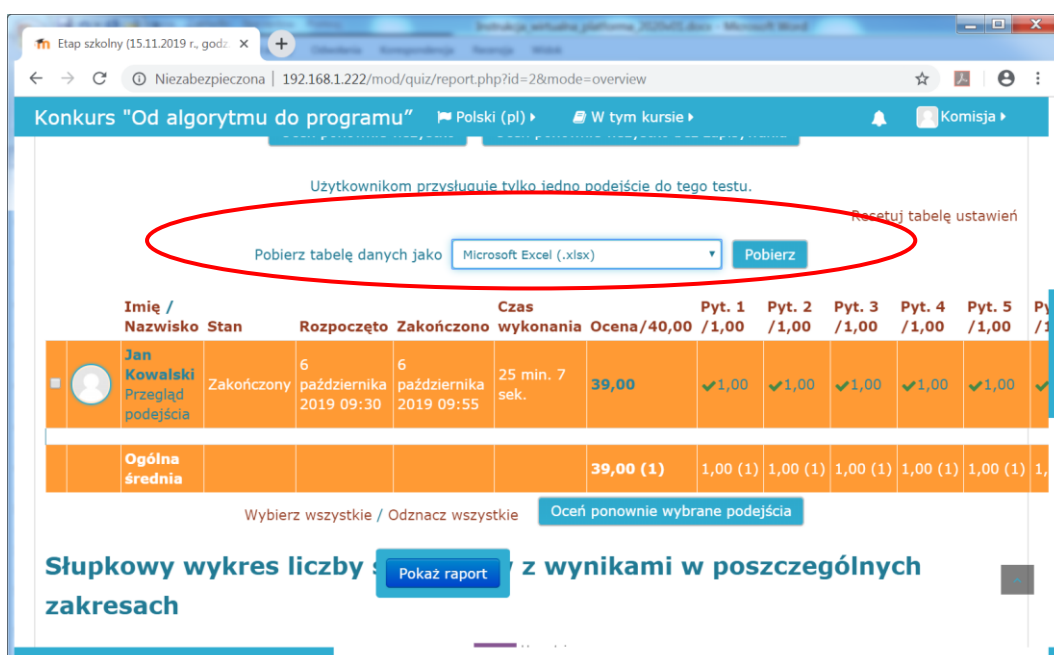 Instrukcja_wirtualna_platforma_2020v01.docx - Microsoft Word
Etap szkolny (15.11.2019 r., godz.
Niezabezpieczona | 192.168.1.222/mod/quiz/report.php?id=2&mode=overview
Konkurs "Od algorytmu do programu” Polski (pl) W tym kursie Komisja
Użytkownikom przysługuje tylko jedno podejście do tego testu.
Resetuj tabelę ustawień
Pobierz tabelę danych jako Microsoft Excel (.xlsx) Pobierz
Imię / Nazwisko Stan Rozpoczęto Zakończono Czas wykonania Ocena/40,00 Pyt. 1 /1,00 Pyt. 2 /1,00 Pyt. 3 /1,00 Pyt. 4 /1,00 Pyt. 5 /1,00
Jan Kowalski Przegląd podejścia Zakończony 6 października 2019 09:30 6 października 2019 09:55 25 min. 7 sek. 39,00 ✔1,00 ✔1,00 ✔1,00 ✔1,00 ✔1,00 ✔
Ogólna średnia 39,00 (1) 1,00 (1) 1,00 (1) 1,00 (1) 1,00 (1) 1,00 (1) 1,
Wybierz wszystkie / Odznacz wszystkie Oceń ponownie wybrane podejścia
Słupkowy wykres liczby Pokaż raport z wynikami w poszczególnych
zakresach